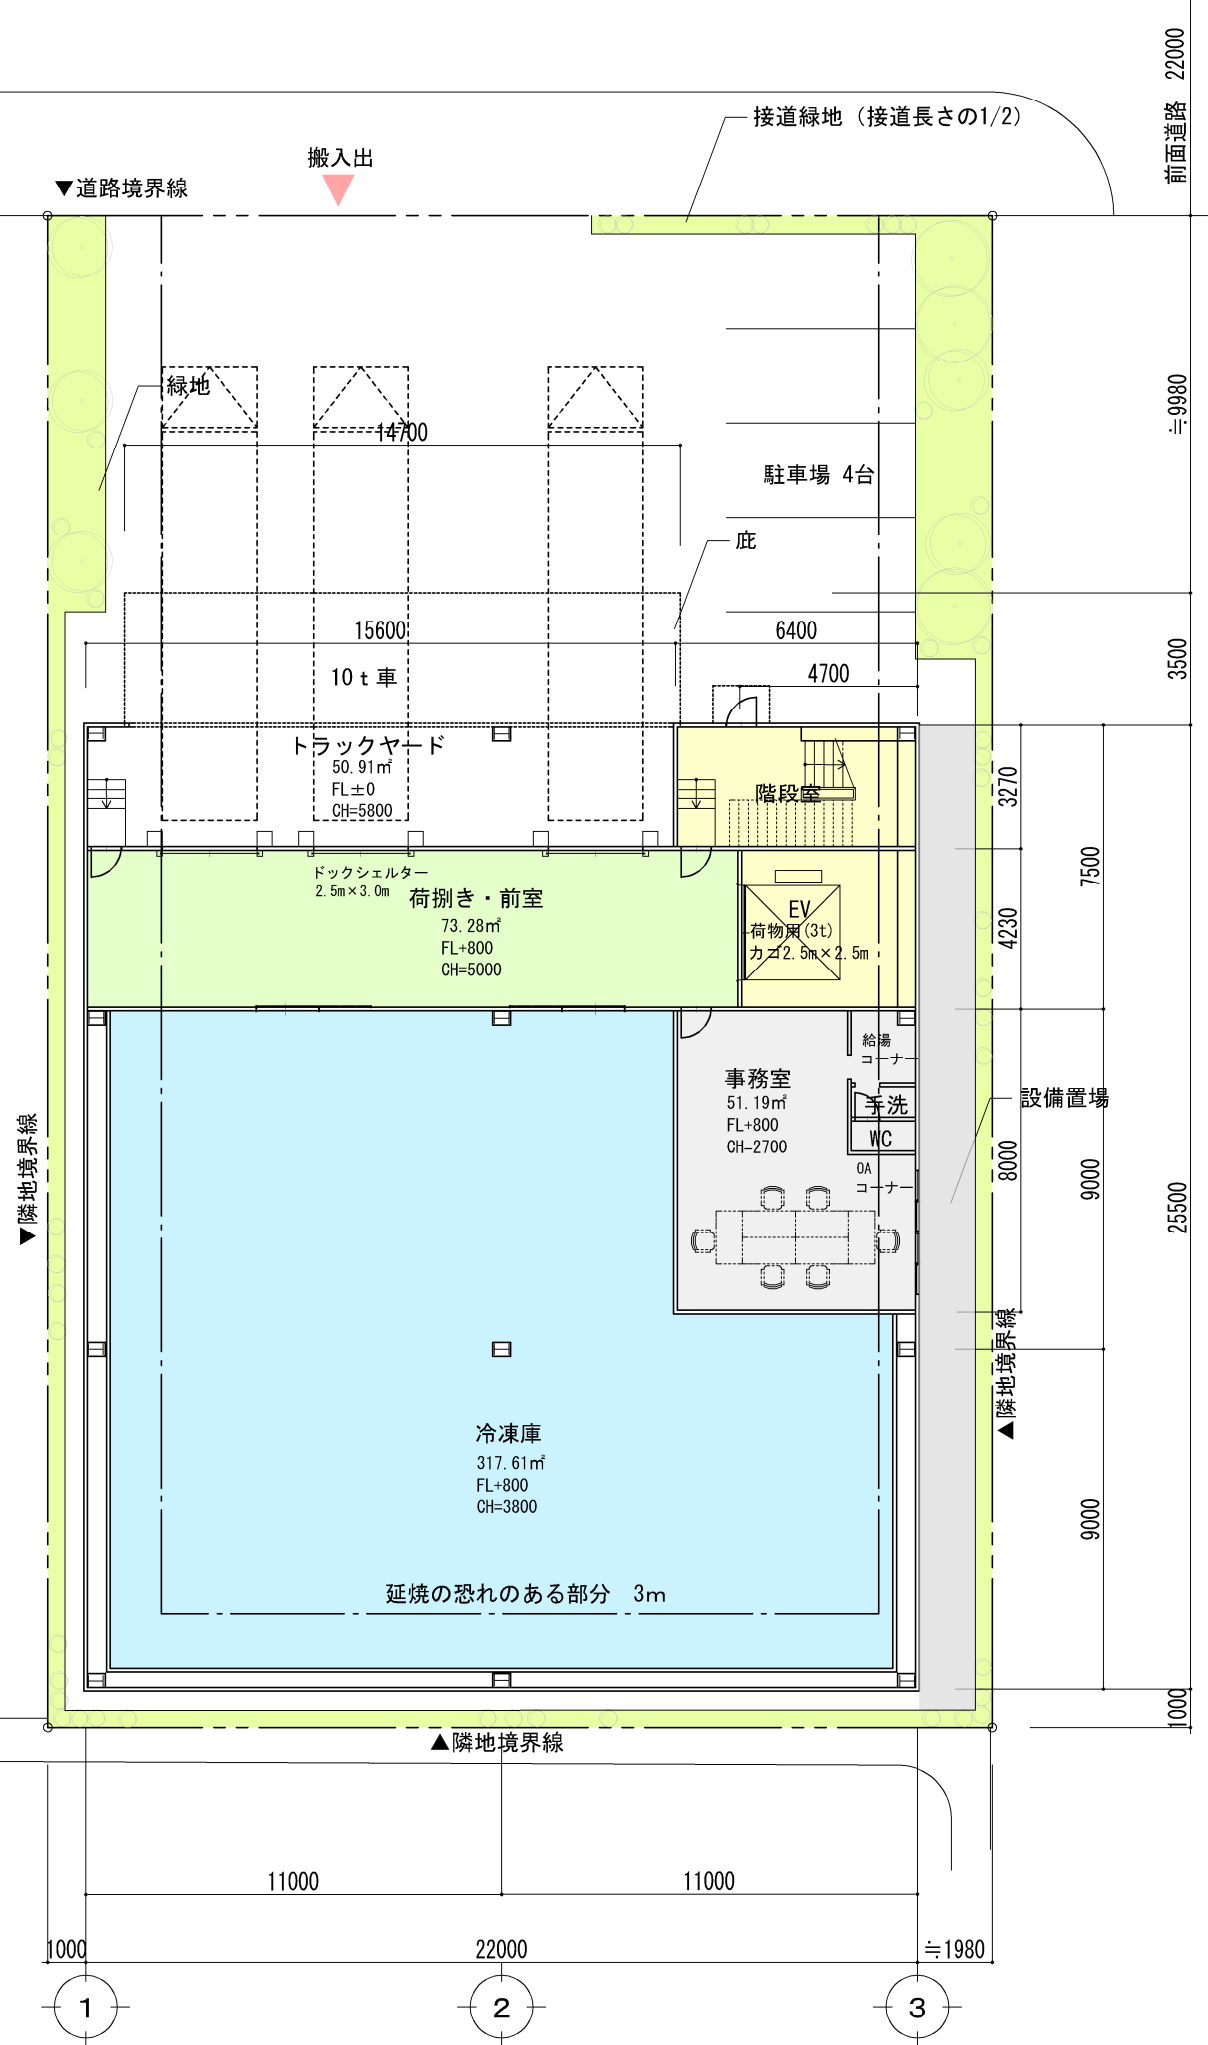 前面道路　22000
接道緑地（接道長さの1/2）
搬入出
▼道路境界線
緑地
14700
≒9980
駐車場 4台
庇
15600
6400
3500
10ｔ車
4700
トラックヤード
50.91㎡
FL±0
CH=5800
階段室
3270
7500
ドックシェルター
2.5m×3.0m
荷捌き・前室
73.28㎡
FL+800
CH=5000
EV
荷物用(3t)
カゴ2.5m×2.5m
4230
給湯
コーナー
事務室
51.19㎡
FL+800
CH-2700
手洗
WC
OA
コーナー
設備置場
8000
9000
25500
▼隣地境界線
▲隣地境界線
冷凍庫
317.61㎡
FL+800
CH=3800
9000
延焼の恐れのある部分　3m
1000
▲隣地境界線
11000
11000
1000
22000
≒1980
1
2
3